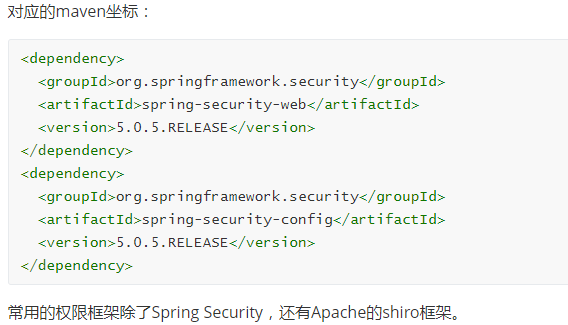 对应的maven坐标：
<dependency>
  <groupId>org.springframework.security</groupId>
  <artifactId>spring-security-web</artifactId>
  <version>5.0.5.RELEASE</version>
</dependency>
<dependency>
  <groupId>org.springframework.security</groupId>
  <artifactId>spring-security-config</artifactId>
  <version>5.0.5.RELEASE</version>
</dependency>
常用的权限框架除了Spring Security，还有Apache的shiro框架。